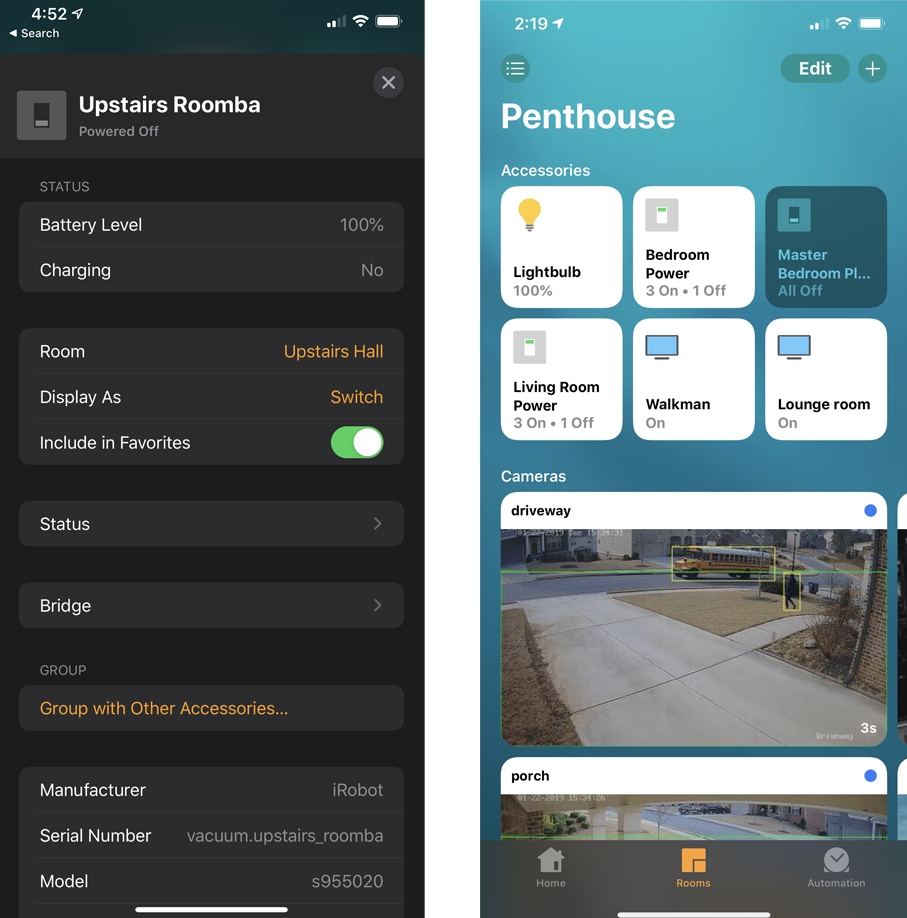 4:52
◀ Search
Upstairs Roomba
Powered Off
STATUS
Battery Level 100%
Charging No
Room Upstairs Hall
Display As Switch
Include in Favorites
Status
Bridge
GROUP
Group with Other Accessories...
Manufacturer iRobot
Serial Number vacuum.upstairs_roomba
Model s955020
2:19
Edit
Penthouse
Accessories
Lightbulb
100%
Bedroom
Power
3 On • 1 Off
Master
Bedroom Pl...
All Off
Living Room
Power
3 On • 1 Off
Walkman
On
Lounge room
On
Cameras
driveway
01-22-2019 Tue 15:34:31
Driveway
3s
porch
01-22-2019 15:34:26
Home
Rooms
Automation